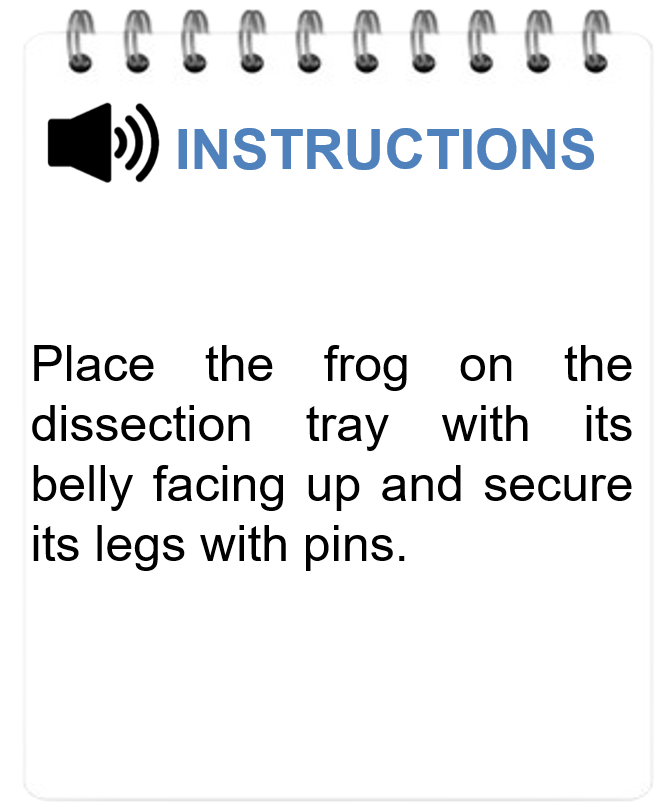 INSTRUCTIONS
Place the frog on the
dissection tray with its
belly facing up and secure
its legs with pins.